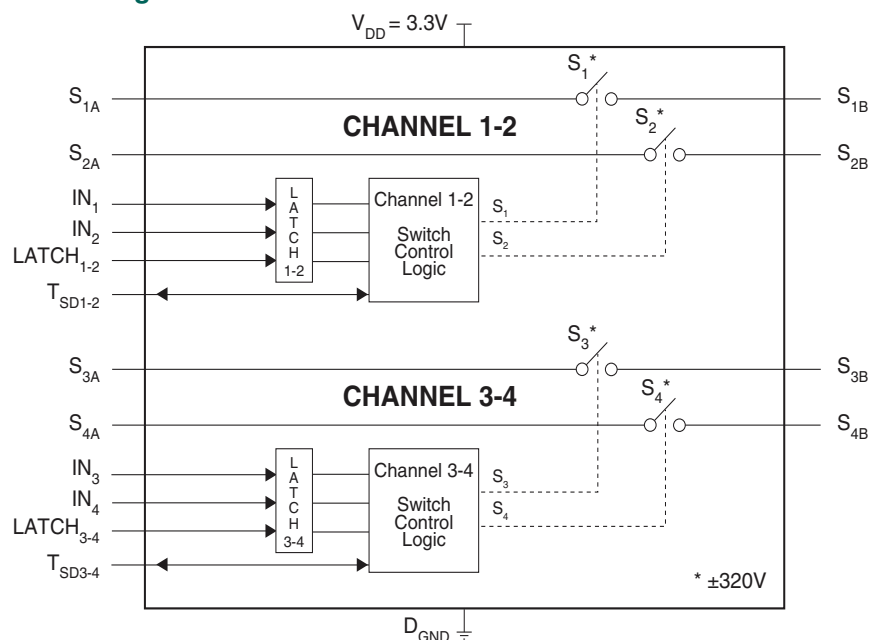 V_DD = 3.3V
S_1A
S_1*
S_1B
CHANNEL 1-2
S_2*
S_2A
S_2B
IN_1
IN_2
LATCH_1-2
T_SD1-2
LATCH
1-2
Channel 1-2
Switch
Control
Logic
S_1
S_2
S_3A
S_3*
S_3B
CHANNEL 3-4
S_4*
S_4A
S_4B
IN_3
IN_4
LATCH_3-4
T_SD3-4
LATCH
3-4
Channel 3-4
Switch
Control
Logic
S_3
S_4
* ±320V
D_GND